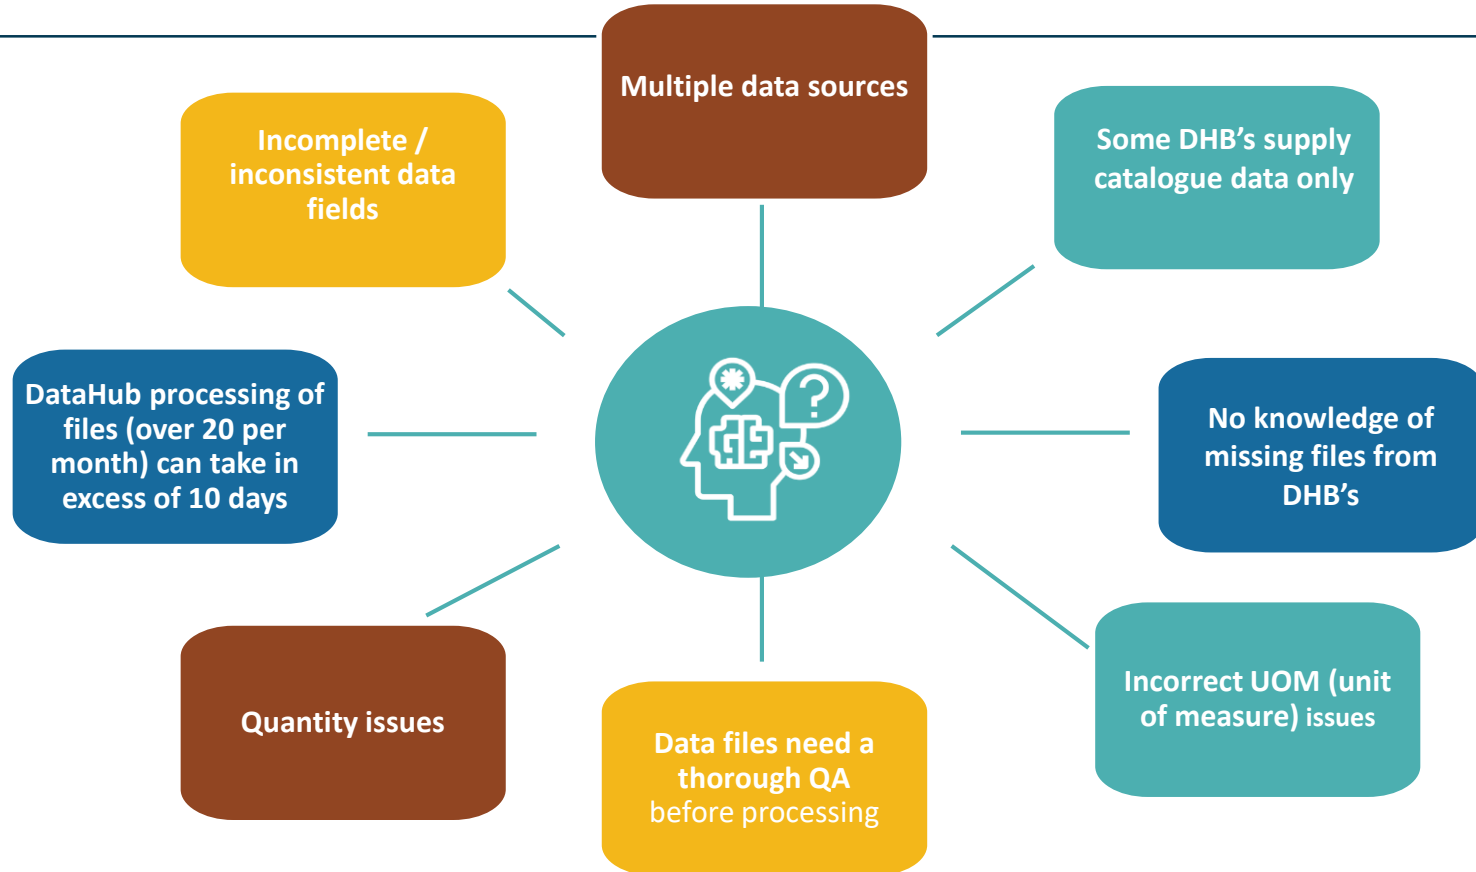 Multiple data sources
Incomplete /
inconsistent data
fields
Some DHB’s supply
catalogue data only
DataHub processing of
files (over 20 per
month) can take in
excess of 10 days
?
No knowledge of
missing files from
DHB’s
Quantity issues
Data files need a
thorough QA
before processing
Incorrect UOM (unit
of measure) issues